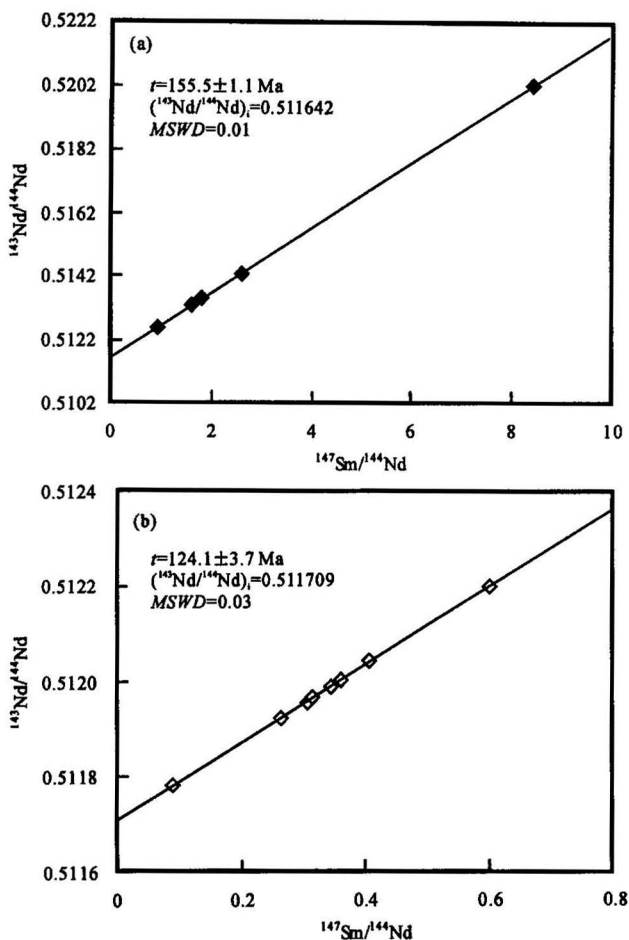 0.5222
(a)
t=155.5±1.1 Ma
(¹⁴³Nd/¹⁴⁴Nd)ᵢ=0.511642
MSWD=0.01
0.5202
0.5182
0.5162
0.5142
0.5122
0.5102
¹⁴³Nd/¹⁴⁴Nd
0 2 4 6 8 10
¹⁴⁷Sm/¹⁴⁴Nd
0.5124
(b)
t=124.1±3.7 Ma
(¹⁴³Nd/¹⁴⁴Nd)ᵢ=0.511709
MSWD=0.03
0.5122
0.5120
0.5118
0.5116
¹⁴³Nd/¹⁴⁴Nd
0 0.2 0.4 0.6 0.8
¹⁴⁷Sm/¹⁴⁴Nd